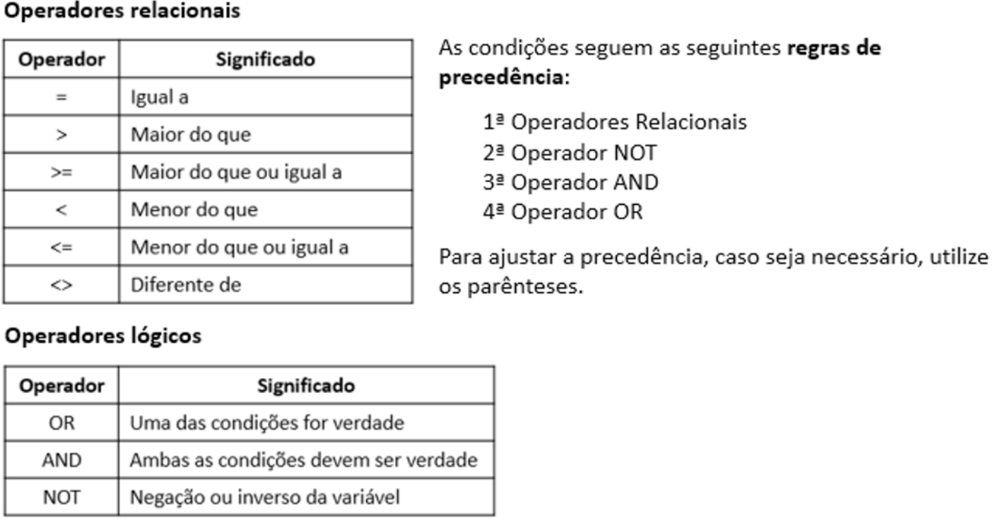 Operadores relacionais
Operador Significado
= Igual a
> Maior do que
>= Maior do que ou igual a
< Menor do que
<= Menor do que ou igual a
<> Diferente de
As condições seguem as seguintes regras de
precedência:
1ª Operadores Relacionais
2ª Operador NOT
3ª Operador AND
4ª Operador OR
Para ajustar a precedência, caso seja necessário, utilize
os parênteses.
Operadores lógicos
Operador Significado
OR Uma das condições for verdade
AND Ambas as condições devem ser verdade
NOT Negação ou inverso da variável